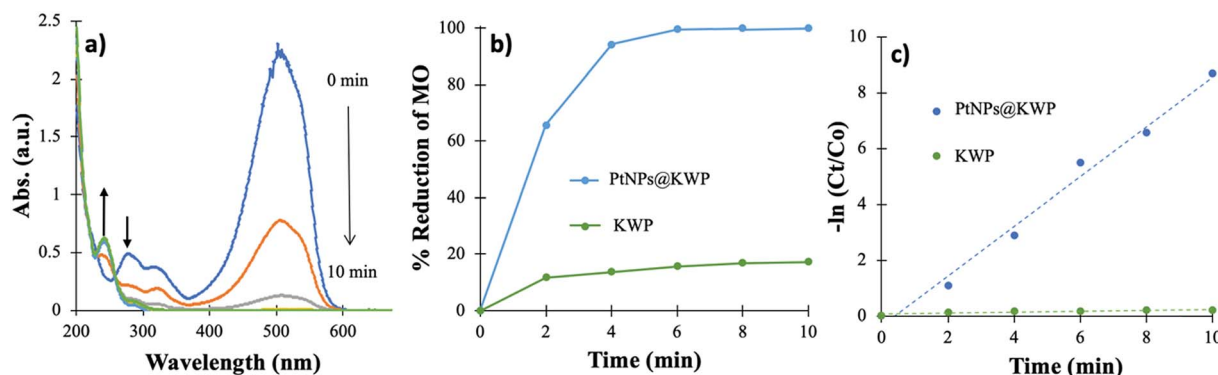 a)
Abs. (a.u.)
2.5
2
1.5
1
0.5
0
200
300
400
500
600
Wavelength (nm)
0 min
10 min
b)
% Reduction of MO
100
80
60
40
20
0
0
2
4
6
8
10
Time (min)
PtNPs@KWP
KWP
c)
-ln (Ct/Co)
10
8
6
4
2
0
0
2
4
6
8
10
Time (min)
PtNPs@KWP
KWP